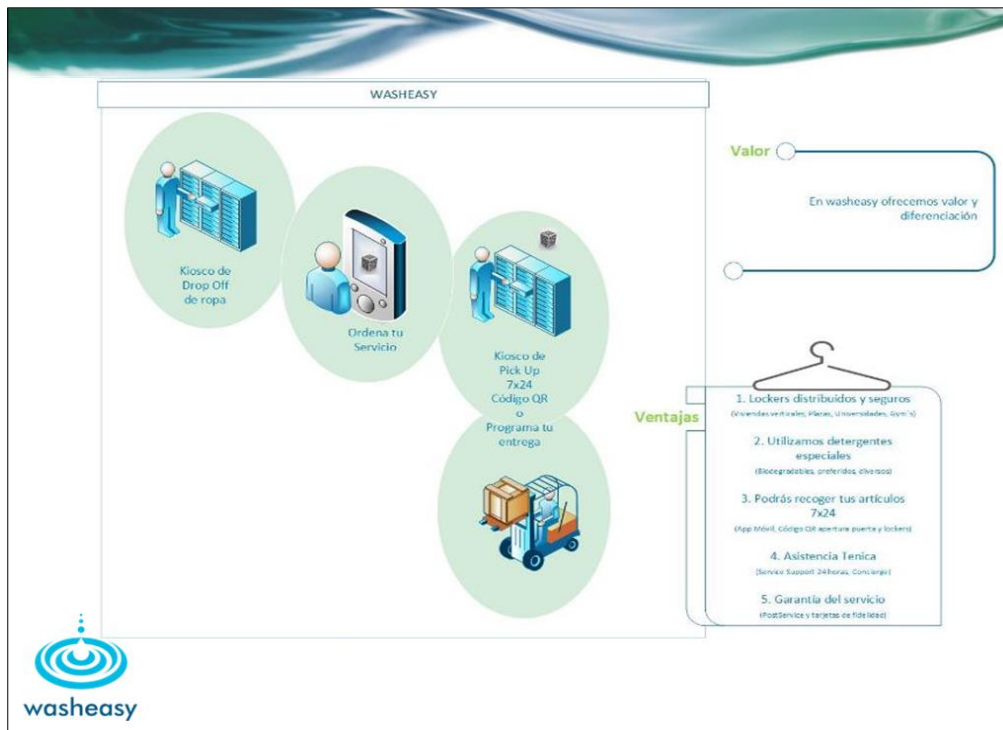 WASHEASY
Kiosco de
Drop Off
de ropa
Ordena tu
Servicio
Kiosco de
Pick Up
7x24
Código QR
o
Programa tu
entrega
Valor
En washeasy ofrecemos valor y
diferenciación
Ventajas
1. Lockers distribuidos y seguros
(Viviendas verticales, Plazas, Universidades, Gym´s)
2. Utilizamos detergentes
especiales
(Biodegradables, preferidos, diversos)
3. Podrás recoger tus artículos
7x24
(App Móvil, Código QR apertura puerta y lockers)
4. Asistencia Tenica
(Service Support 24 horas, Concierge)
5. Garantía del servicio
(PostService y tarjetas de fidelidad)
washeasy